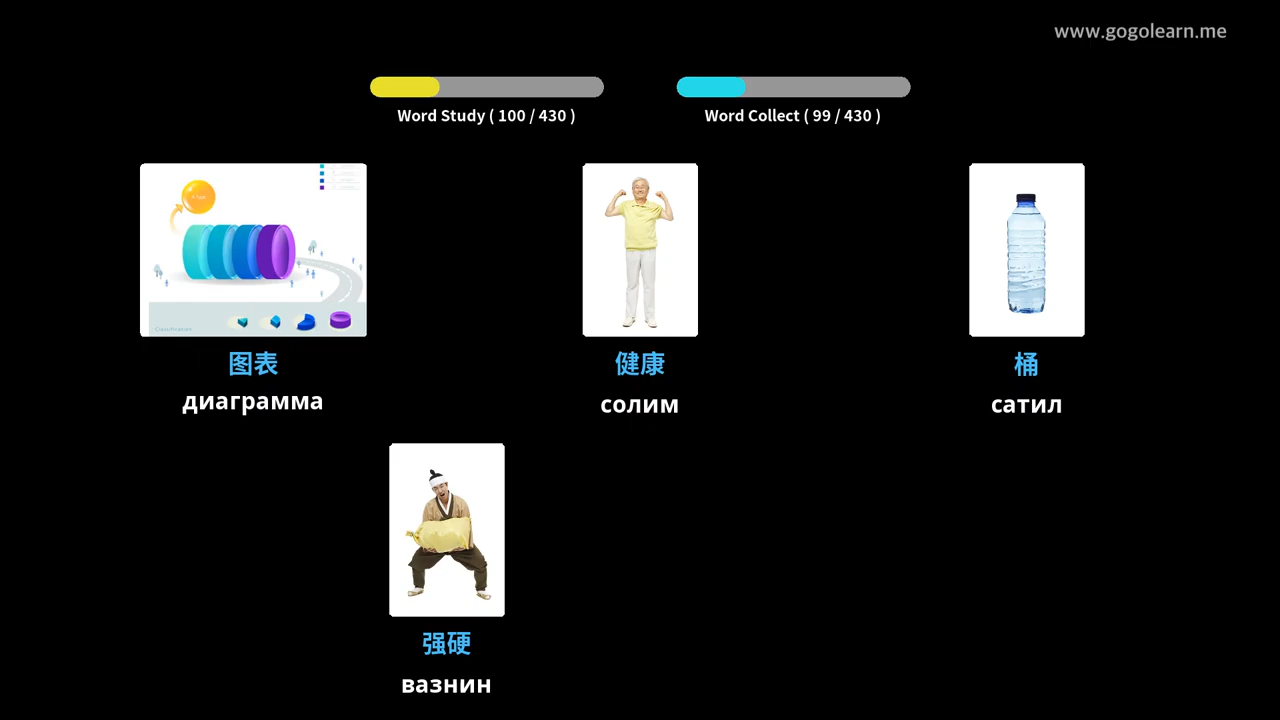 www.gogolearn.me
Word Study ( 100 / 430 )
Word Collect ( 99 / 430 )
图表
диаграмма
健康
солим
桶
сатил
强硬
вазнин